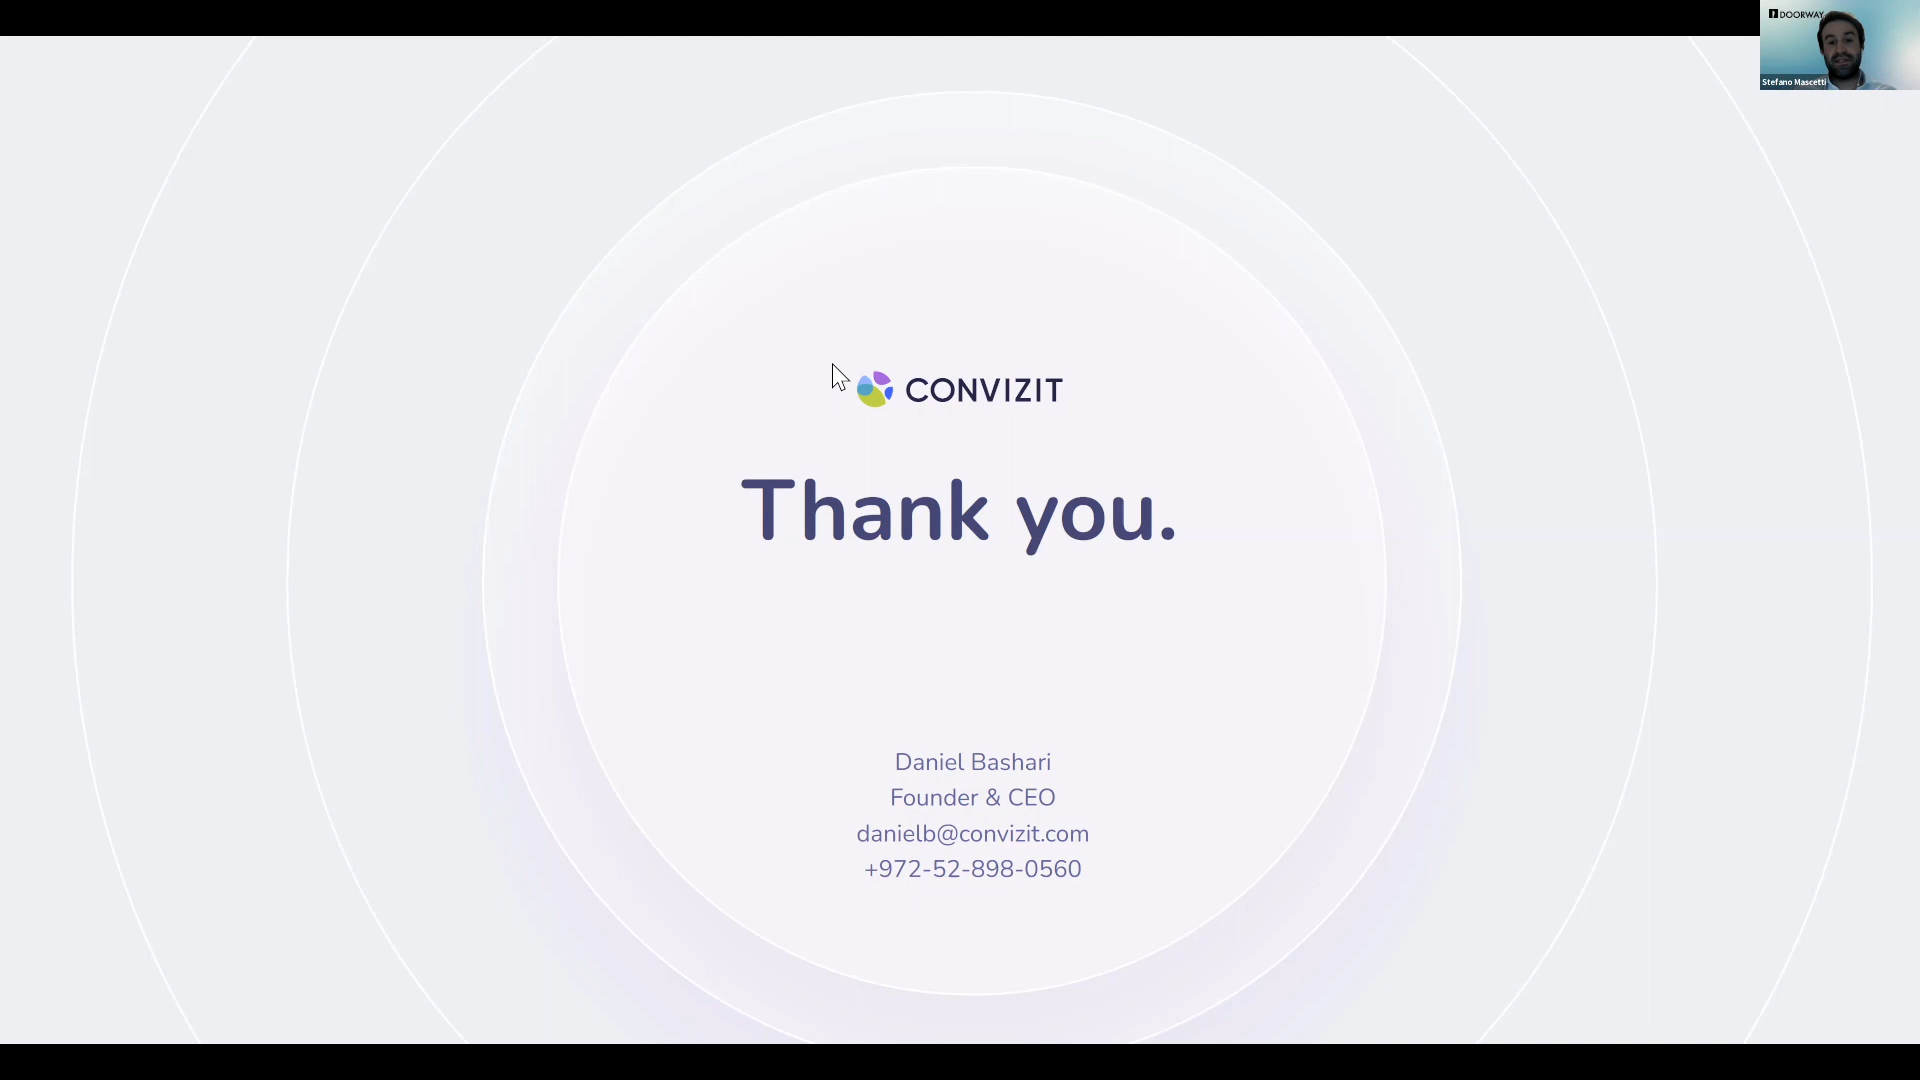 DOORWAY
Stefano Mascetti
CONVIZIT
Thank you.
Daniel Bashari
Founder & CEO
danielb@convizit.com
+972-52-898-0560